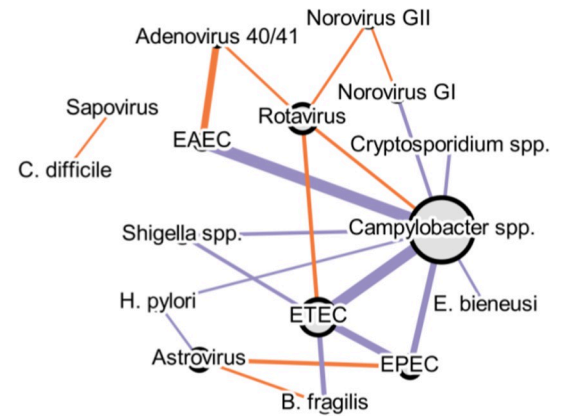 Norovirus GII
Adenovirus 40/41
Norovirus GI
Sapovirus
Rotavirus
EAEC
Cryptosporidium spp.
C. difficile
Shigella spp.
Campylobacter spp.
H. pylori
E. bieneusi
ETEC
Astrovirus
EPEC
B. fragilis